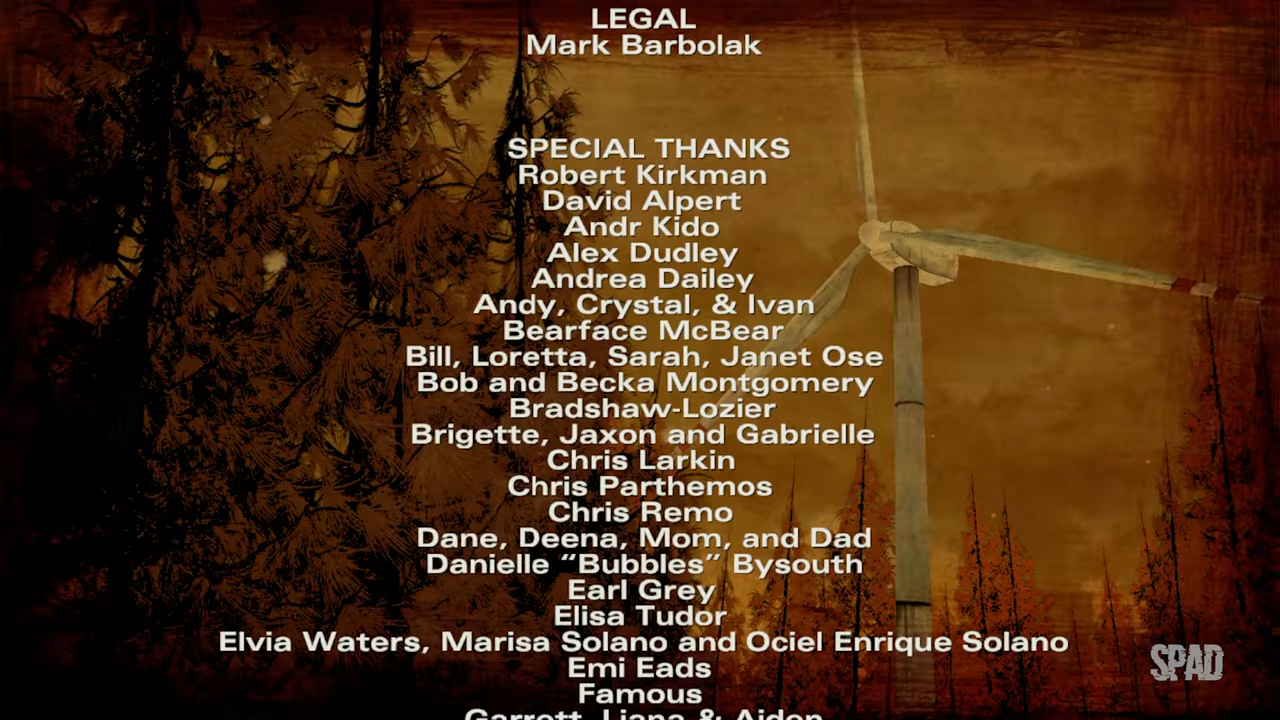 LEGAL
Mark Barbolak
SPECIAL THANKS
Robert Kirkman
David Alpert
Andr Kido
Alex Dudley
Andrea Dailey
Andy, Crystal, & Ivan
Bearface McBear
Bill, Loretta, Sarah, Janet Ose
Bob and Becka Montgomery
Bradshaw-Lozier
Brigette, Jaxon and Gabrielle
Chris Larkin
Chris Parthemos
Chris Remo
Dane, Deena, Mom, and Dad
Danielle “Bubbles” Bysouth
Earl Grey
Elisa Tudor
Elvia Waters, Marisa Solano and Ociel Enrique Solano
Emi Eads
Famous
Garrett, Liana & Aiden
SPAD